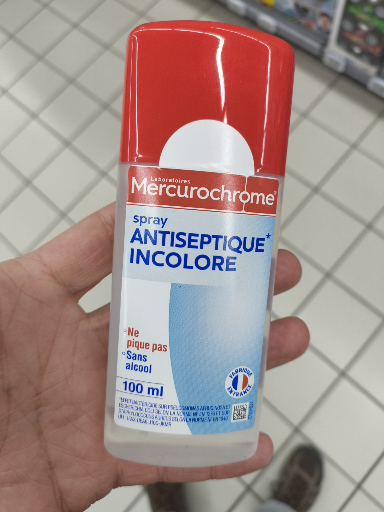 Laboratoires
Mercurochrome®
spray
ANTISEPTIQUE*
INCOLORE
°Ne
pique pas
°Sans
alcool
100 ml
FABRIQUÉ
EN FRANCE